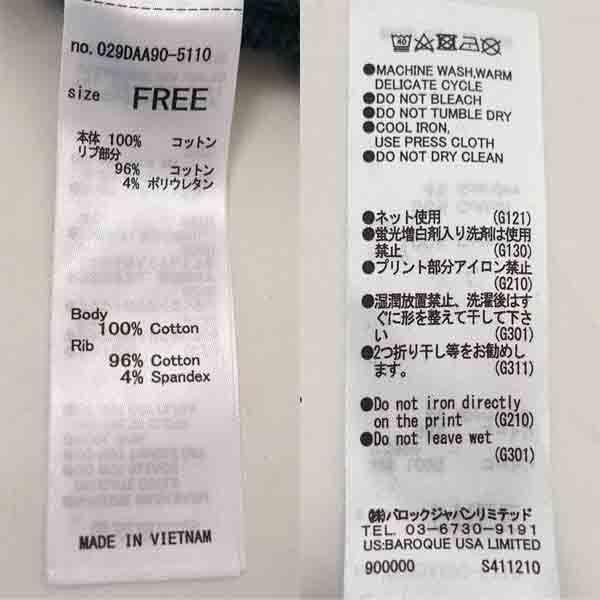 no. 029DAA90-5110
size FREE
本体 100% コットン
リブ部分
96% コットン
4% ポリウレタン
Body
100% Cotton
Rib
96% Cotton
4% Spandex
MADE IN VIETNAM
40
●MACHINE WASH,WARM
DELICATE CYCLE
●DO NOT BLEACH
●DO NOT TUMBLE DRY
●COOL IRON,
USE PRESS CLOTH
●DO NOT DRY CLEAN
●ネット使用 (G121)
●蛍光増白剤入り洗剤は使用
禁止 (G130)
●プリント部分アイロン禁止
(G210)
●湿潤放置禁止、洗濯後はす
ぐに形を整えて干して下さ
い (G301)
●2つ折り干し等をお勧めし
ます。 (G311)
●Do not iron directly
on the print (G210)
●Do not leave wet
(G301)
㈱バロックジャパンリミテッド
TEL. 03-6730-9191
US:BAROQUE USA LIMITED
900000 S411210